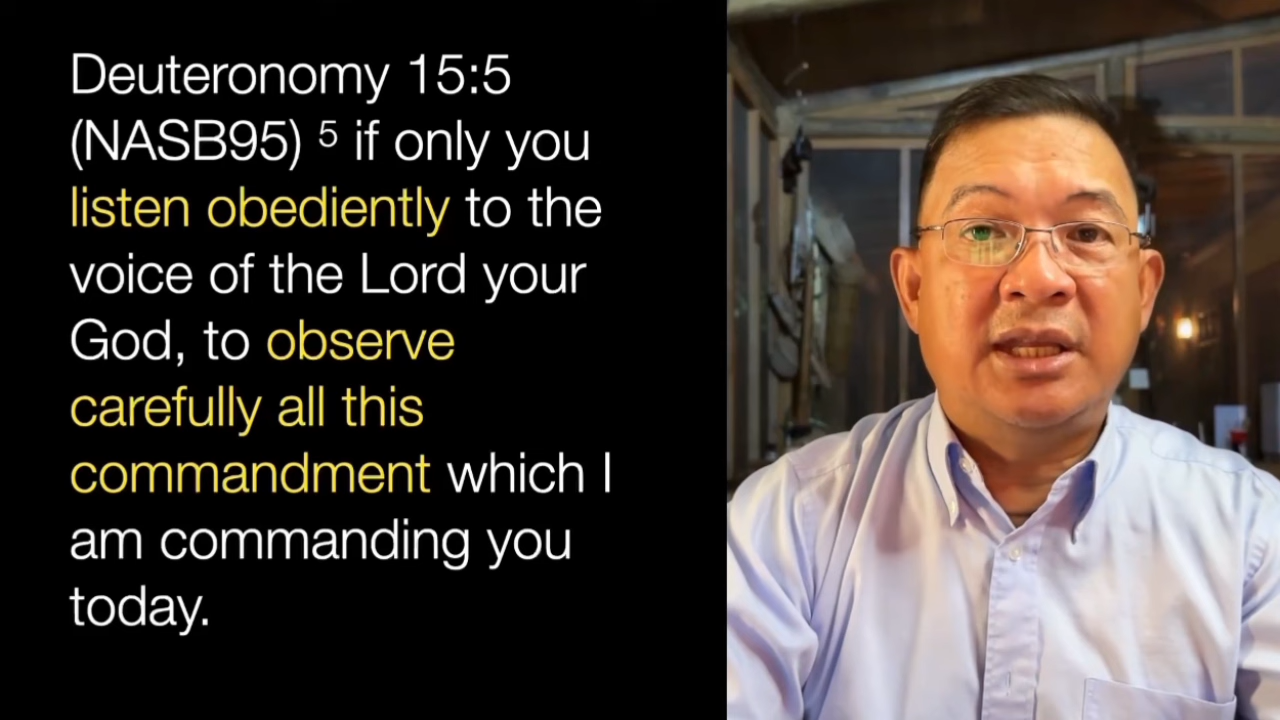 Deuteronomy 15:5
(NASB95) ⁵ if only you
listen obediently to the
voice of the Lord your
God, to observe
carefully all this
commandment which I
am commanding you
today.